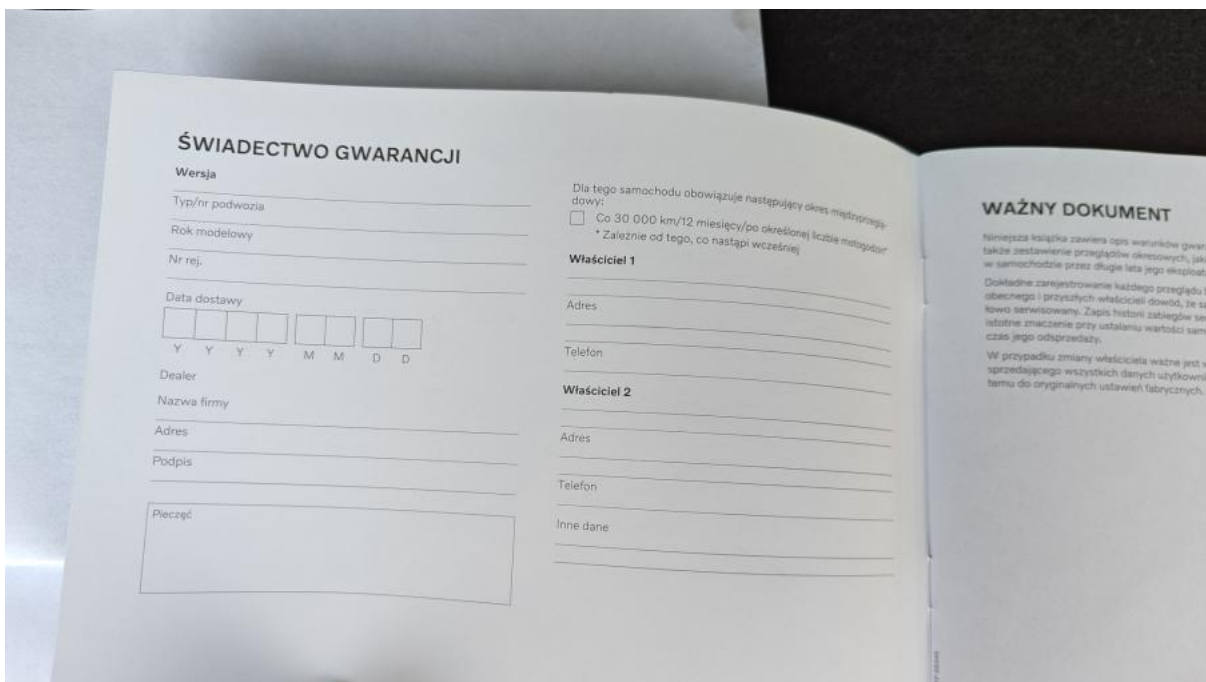 ŚWIADECTWO GWARANCJI
Wersja
Typ/nr podwozia
Rok modelowy
Nr rej.
Data dostawy
Y Y Y Y M M D D
Dealer
Nazwa firmy
Adres
Podpis
Pieczęć
Dla tego samochodu obowiązuje następujący okres międzyprzeglą-
dowy:
Co 30 000 km/12 miesięcy/po określonej liczbie motogodzin*
* Zależnie od tego, co nastąpi wcześniej
Właściciel 1
Adres
Telefon
Właściciel 2
Adres
Telefon
Inne dane
WAŻNY DOKUMENT
Niniejsza książka zawiera opis warunków
także zestawienie przeglądów okresowych,
w samochodzie przez długie lata jego
Dokładne zarejestrowanie każdego przeglądu
obecnego i przyszłych właścicieli dowód, że
łowo serwisowany. Zapis historii zabiegów
istotne znaczenie przy ustalaniu wartości
czas jego odsprzedaży.
W przypadku zmiany właściciela ważne jest
sprzedającego wszystkich danych
temu do oryginalnych ustawień fabrycznych.